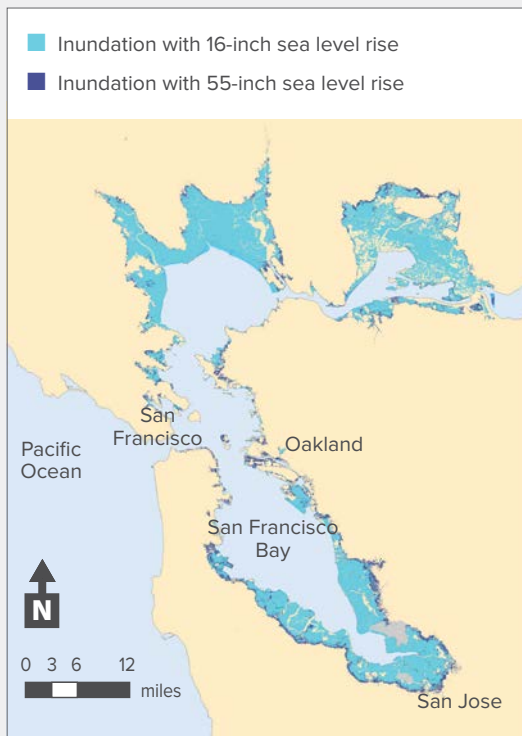 Inundation with 16-inch sea level rise
Inundation with 55-inch sea level rise
San
Francisco
Oakland
Pacific
Ocean
San Francisco
Bay
N
0 3 6 12
miles
San Jose